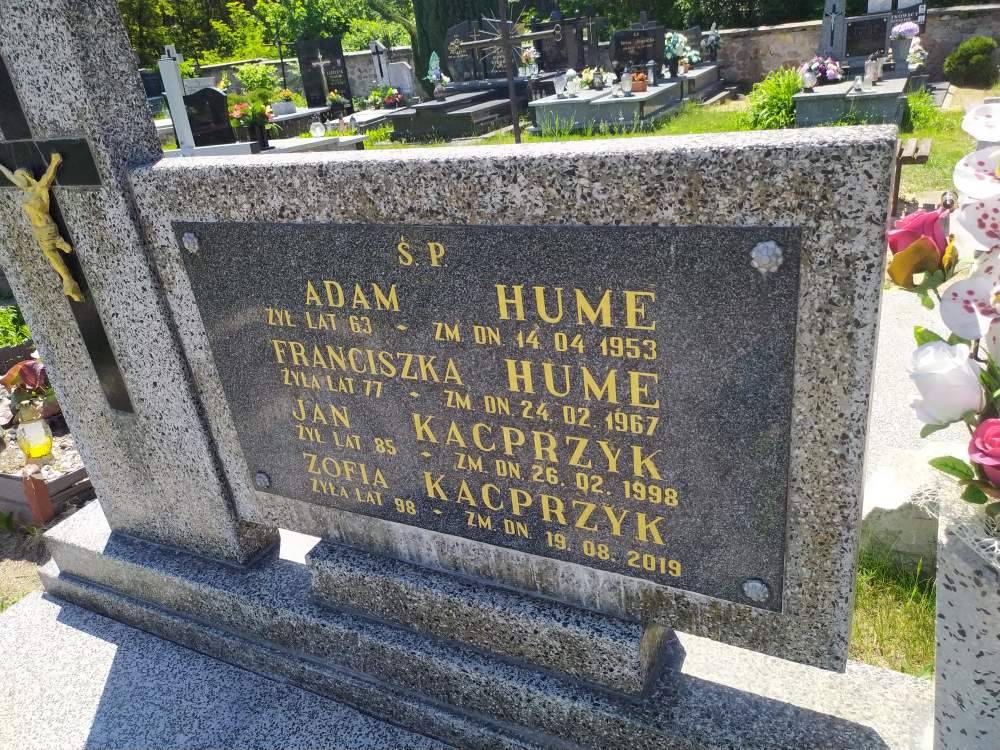 Ś. P.
ADAM HUME
ŻYŁ LAT 63 - ZM. DN. 14. 04. 1953
FRANCISZKA HUME
ŻYŁA LAT 77 - ZM. DN. 24. 02. 1967
JAN KACPRZYK
ŻYŁ LAT 85 - ZM. DN. 26. 02. 1998
ZOFIA KACPRZYK
ŻYŁA LAT 98 - ZM. DN. 19. 08. 2019